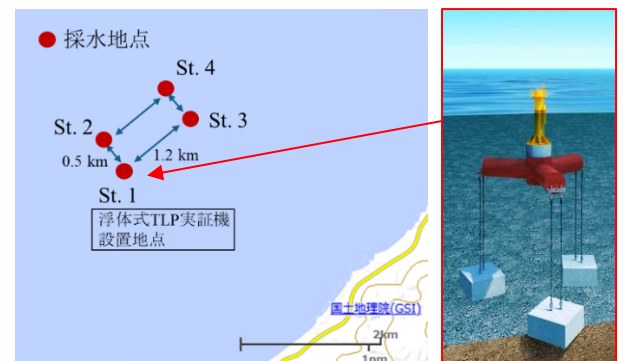 採水地点
St. 4
St. 2
St. 3
0.5 km
1.2 km
St. 1
浮体式TLP実証機
設置地点
国土地理院(GSI)
2km
1nm